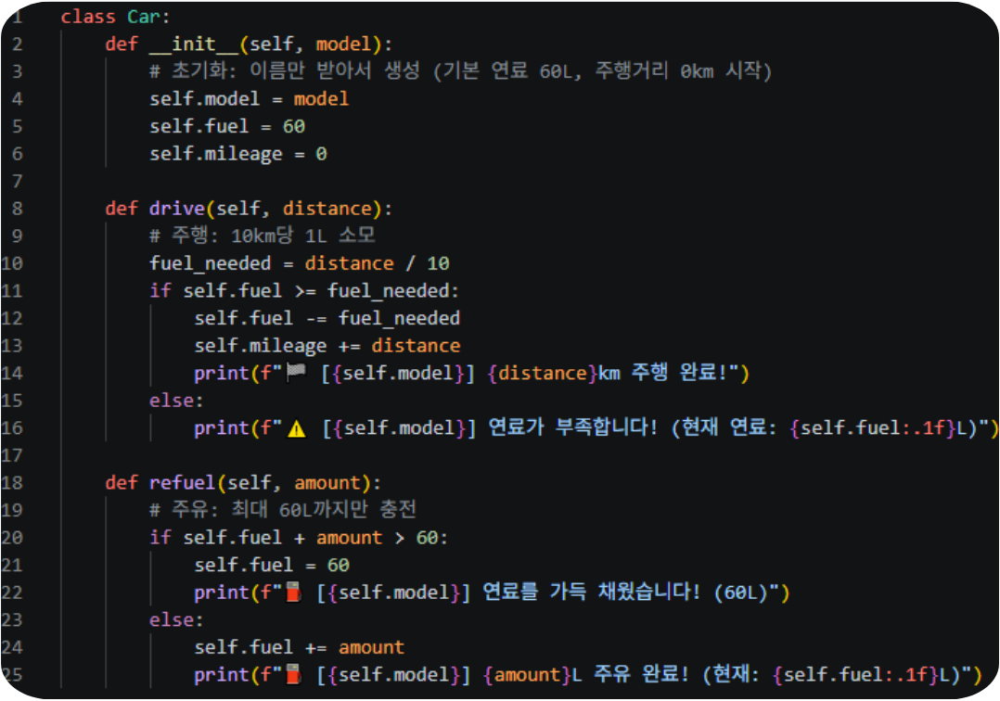 1 class Car:
2     def __init__(self, model):
3         # 초기화: 이름만 받아서 생성 (기본 연료 60L, 주행거리 0km 시작)
4         self.model = model
5         self.fuel = 60
6         self.mileage = 0
7
8     def drive(self, distance):
9         # 주행: 10km당 1L 소모
10         fuel_needed = distance / 10
11         if self.fuel >= fuel_needed:
12             self.fuel -= fuel_needed
13             self.mileage += distance
14             print(f"🏁 [{self.model}] {distance}km 주행 완료!")
15         else:
16             print(f"⚠️ [{self.model}] 연료가 부족합니다! (현재 연료: {self.fuel:.1f}L)")
17
18     def refuel(self, amount):
19         # 주유: 최대 60L까지만 충전
20         if self.fuel + amount > 60:
21             self.fuel = 60
22             print(f"⛽ [{self.model}] 연료를 가득 채웠습니다! (60L)")
23         else:
24             self.fuel += amount
25             print(f"⛽ [{self.model}] {amount}L 주유 완료! (현재: {self.fuel:.1f}L)")